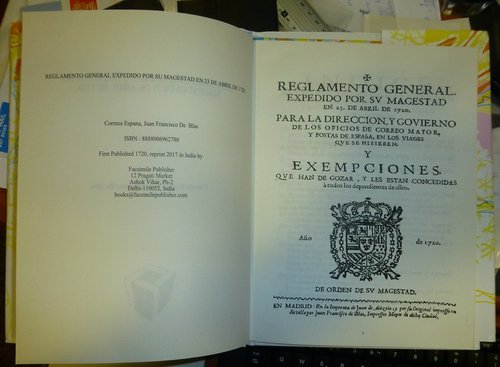 REGLAMENTO GENERAL EXPEDIDO POR SU MAGESTAD EN 23 DE ABRIL DE 1720
Correos Espana, Juan Francisco De Blas
ISBN : 8888006962780
First Published 1720, reprint 2017 in India by
Facsimile Publisher
12 Pragati Market
Ashok Vihar, Ph-2
Delhi-110052, India
books@facsimilepublisher.com
REGLAMENTO GENERAL,
EXPEDIDO POR SV MAGESTAD
EN 23. DE ABRIL DE 1720.
PARA LA DIRECCION, Y GOVIERNO
DE LOS OFICIOS DE CORREO MAYOR,
Y POSTAS DE ESPAÑA, EN LOS VIAGES
QUE SE HIZIEREN;
Y
EXEMPCIONES,
QVE HAN DE GOZAR, Y LES ESTAN CONCEDIDAS
à todos los dependientes de ellos.
Año de 1720.
DE ORDEN DE SV MAGESTAD.
EN MADRID: En la Imprenta de Juan de Ariztia, y por su Original impresso en
Sevilla por Juan Francisco de Blas, Impressor Mayor de dicha Ciudad,